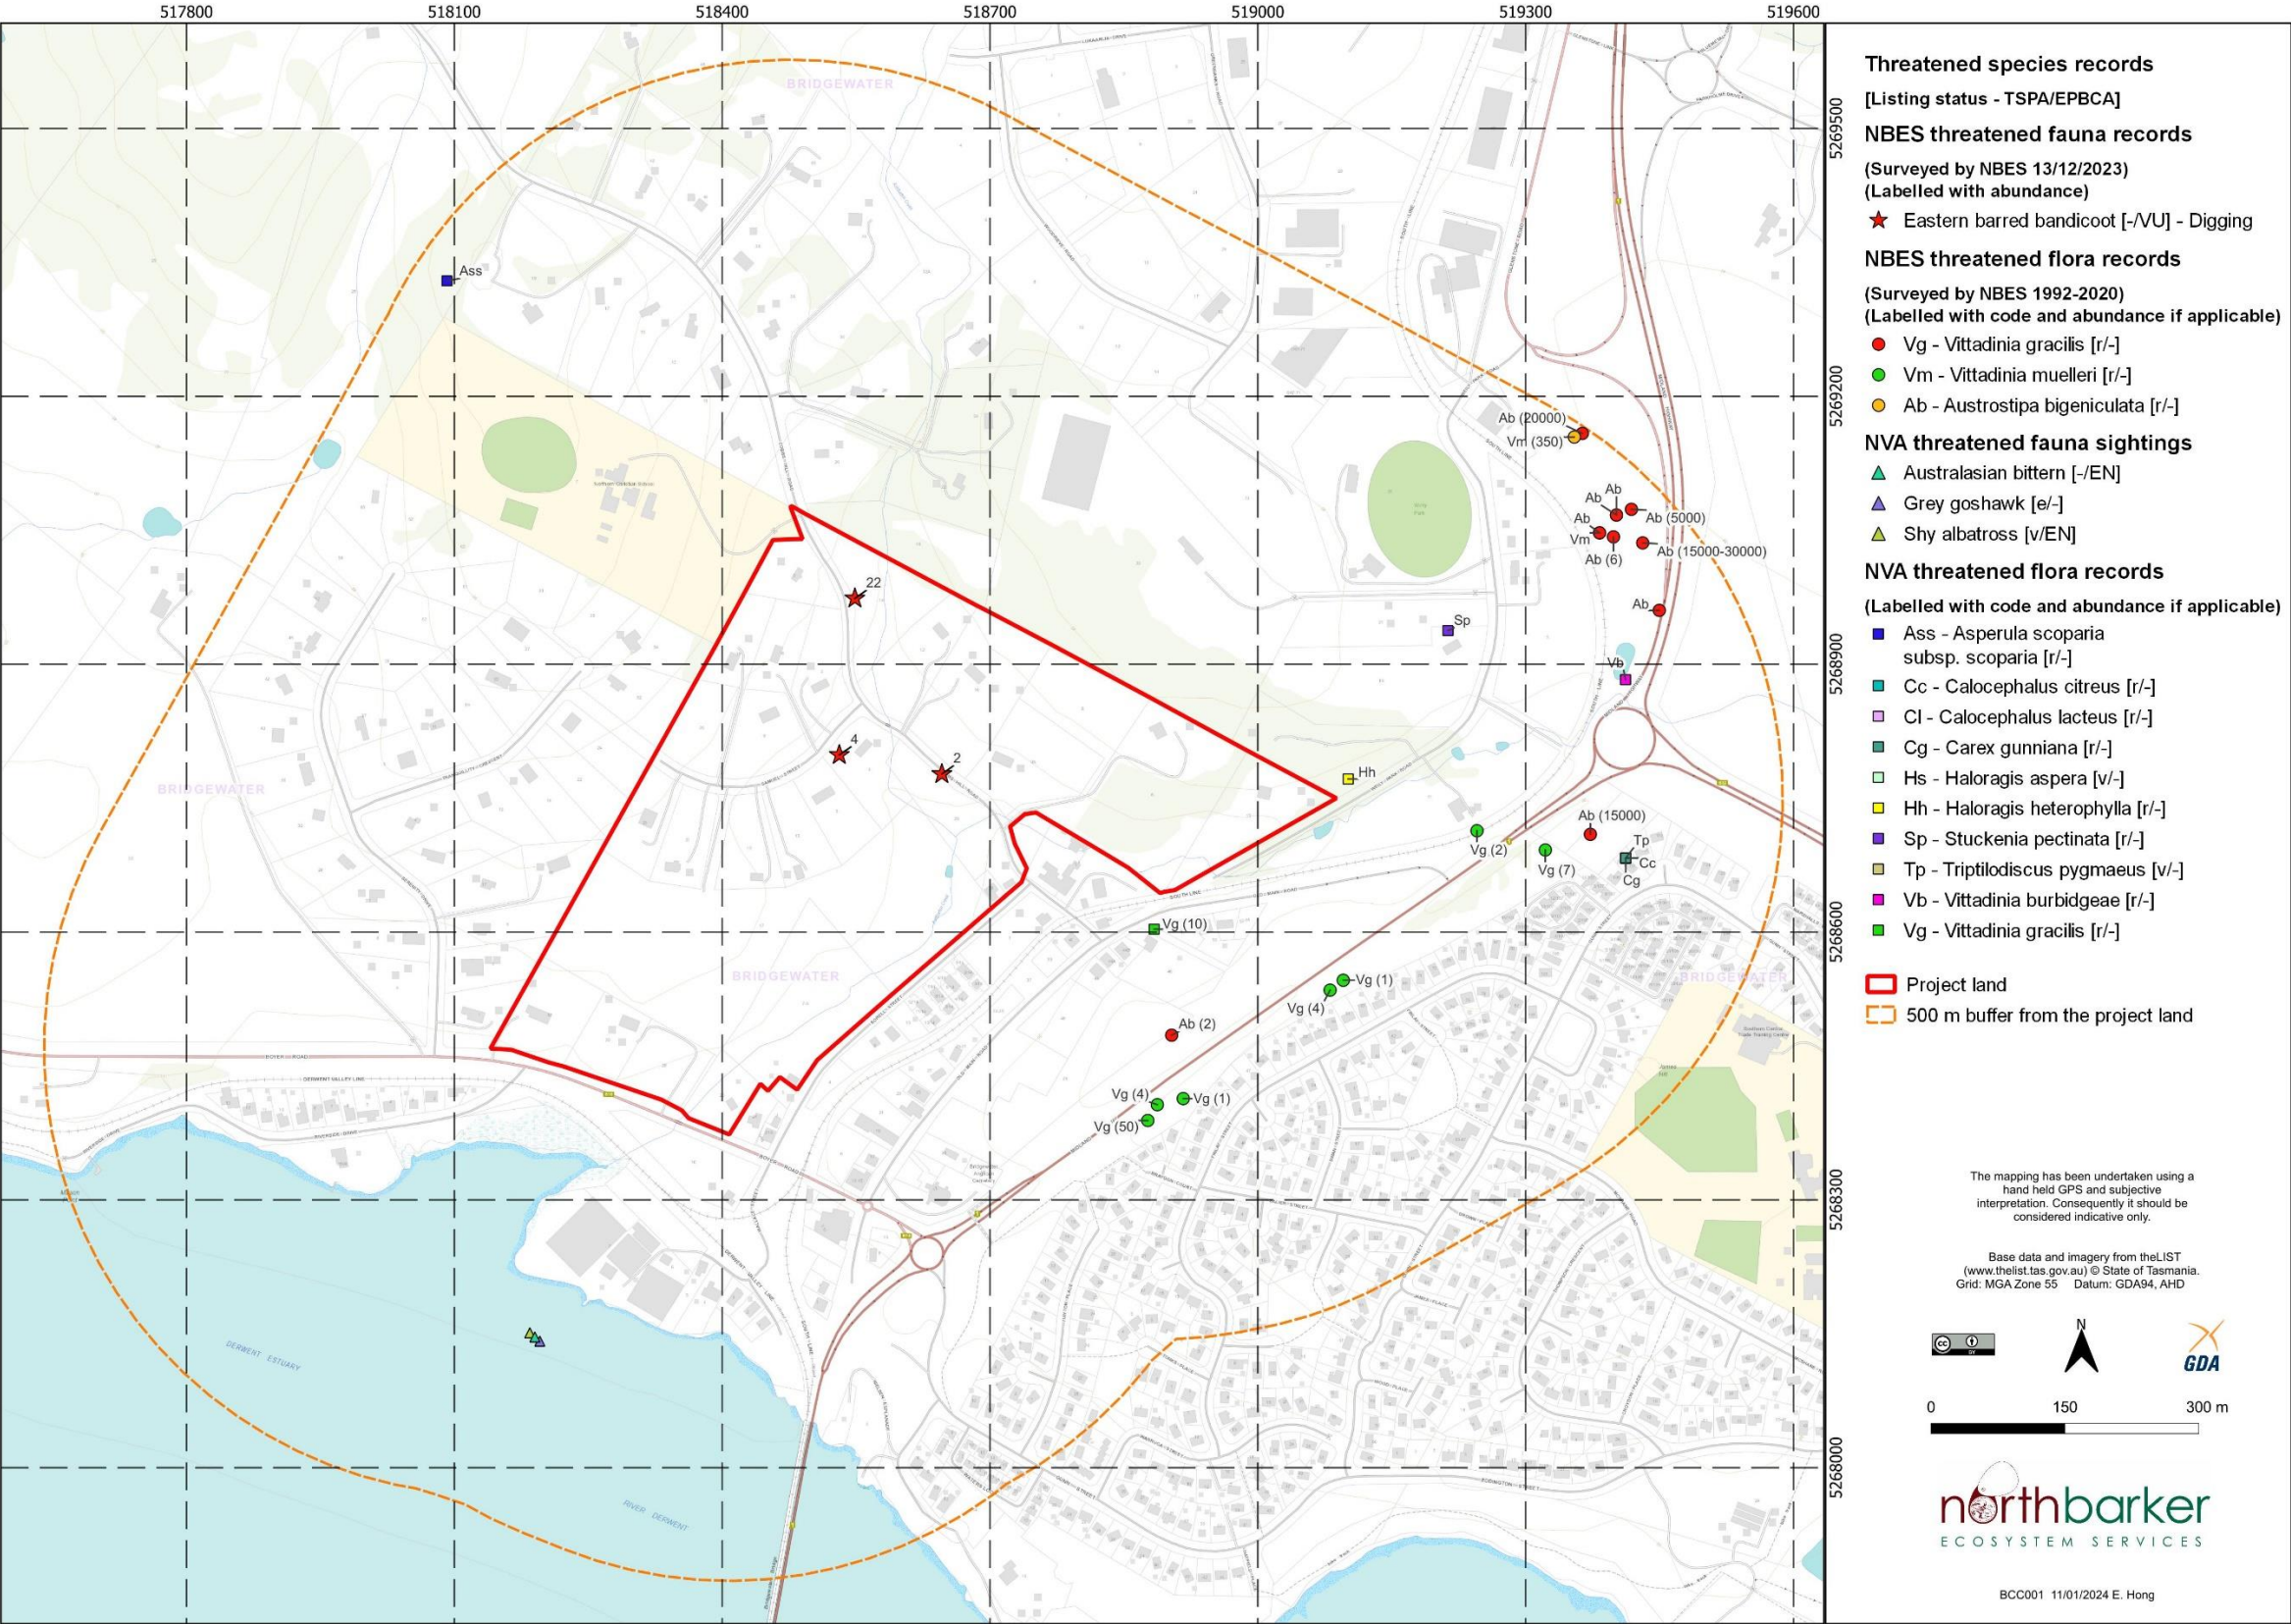 517800
518100
518400
518700
519000
519300
519600
5269500
5269200
5268900
5268600
5268300
5268000
BRIDGEWATER
Ass
Ab (20000)
Vm (350)
Ab
Ab
Ab (5000)
Ab
Vm
Ab (6)
Ab (15000-30000)
Ab
22
Sp
Vb
4
2
Hh
BRIDGEWATER
Vg (2)
Ab (15000)
Vg (7)
Tp
Cc
Cg
Vg (10)
BRIDGEWATER
BRIDGEWATER
Vg (1)
Vg (4)
Ab (2)
BOYER ROAD
DERWENT VALLEY LINE
Vg (4)
Vg (1)
Vg (50)
BOYER ROAD
DERWENT VALLEY LINE
DERWENT ESTUARY
RIVER DERWENT
Threatened species records
[Listing status - TSPA/EPBCA]
NBES threatened fauna records
(Surveyed by NBES 13/12/2023)
(Labelled with abundance)
Eastern barred bandicoot [-/VU] - Digging
NBES threatened flora records
(Surveyed by NBES 1992-2020)
(Labelled with code and abundance if applicable)
Vg - Vittadinia gracilis [r/-]
Vm - Vittadinia muelleri [r/-]
Ab - Austrostipa bigeniculata [r/-]
NVA threatened fauna sightings
Australasian bittern [-/EN]
Grey goshawk [e/-]
Shy albatross [v/EN]
NVA threatened flora records
(Labelled with code and abundance if applicable)
Ass - Asperula scoparia
subsp. scoparia [r/-]
Cc - Calocephalus citreus [r/-]
Cl - Calocephalus lacteus [r/-]
Cg - Carex gunniana [r/-]
Hs - Haloragis aspera [v/-]
Hh - Haloragis heterophylla [r/-]
Sp - Stuckenia pectinata [r/-]
Tp - Triptilodiscus pygmaeus [v/-]
Vb - Vittadinia burbidgeae [r/-]
Vg - Vittadinia gracilis [r/-]
Project land
500 m buffer from the project land
The mapping has been undertaken using a
hand held GPS and subjective
interpretation. Consequently it should be
considered indicative only.
Base data and imagery from theLIST
(www.thelist.tas.gov.au) © State of Tasmania.
Grid: MGA Zone 55 Datum: GDA94, AHD
cc BY
N
GDA
0 150 300 m
northbarker
ECOSYSTEM SERVICES
BCC001 11/01/2024 E. Hong